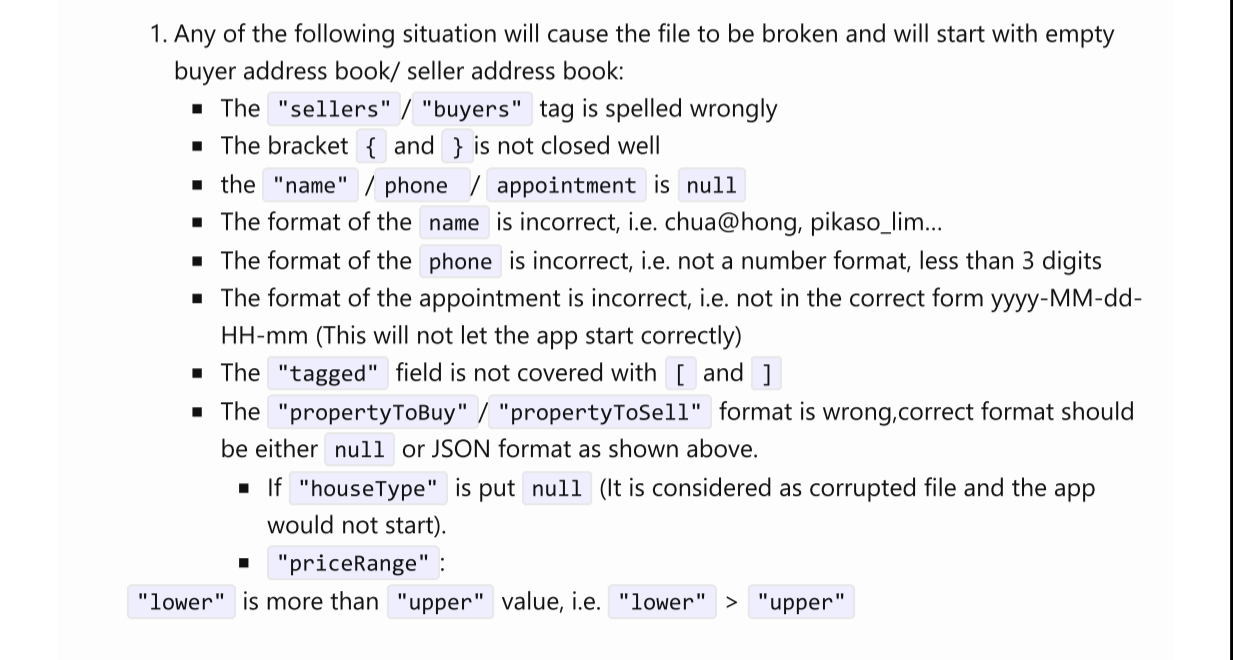 1. Any of the following situation will cause the file to be broken and will start with empty
buyer address book/ seller address book:
▪ The "sellers" / "buyers" tag is spelled wrongly
▪ The bracket { and } is not closed well
▪ the "name" / phone / appointment is null
▪ The format of the name is incorrect, i.e. chua@hong, pikaso_lim...
▪ The format of the phone is incorrect, i.e. not a number format, less than 3 digits
▪ The format of the appointment is incorrect, i.e. not in the correct form yyyy-MM-dd-
HH-mm (This will not let the app start correctly)
▪ The "tagged" field is not covered with [ and ]
▪ The "propertyToBuy" / "propertyToSell" format is wrong,correct format should
be either null or JSON format as shown above.
▪ If "houseType" is put null (It is considered as corrupted file and the app
would not start).
▪ "priceRange" :
"lower" is more than "upper" value, i.e. "lower" > "upper"